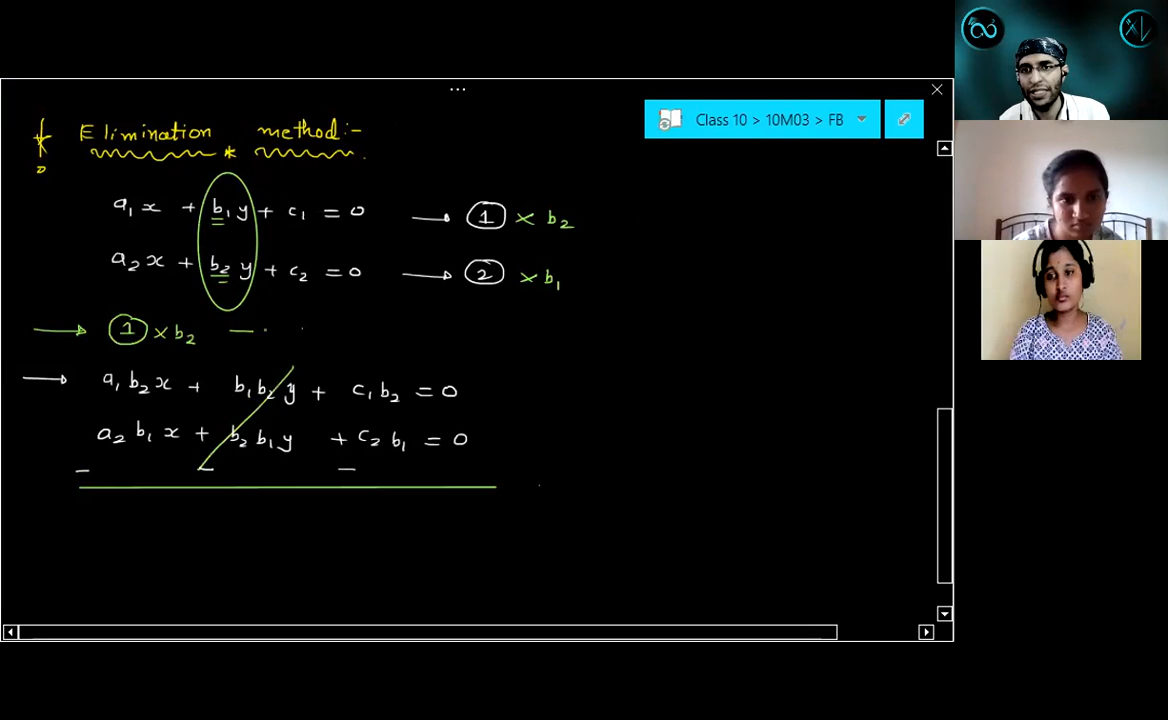 Elimination method:-
a₁x + b₁y + c₁ = 0 → ① × b₂
a₂x + b₂y + c₂ = 0 → ② × b₁
→ ① × b₂ —
→ a₁b₂x + b₁b₂y + c₁b₂ = 0
a₂b₁x + b₂b₁y + c₂b₁ = 0
− − −
Class 10 > 10M03 > FB